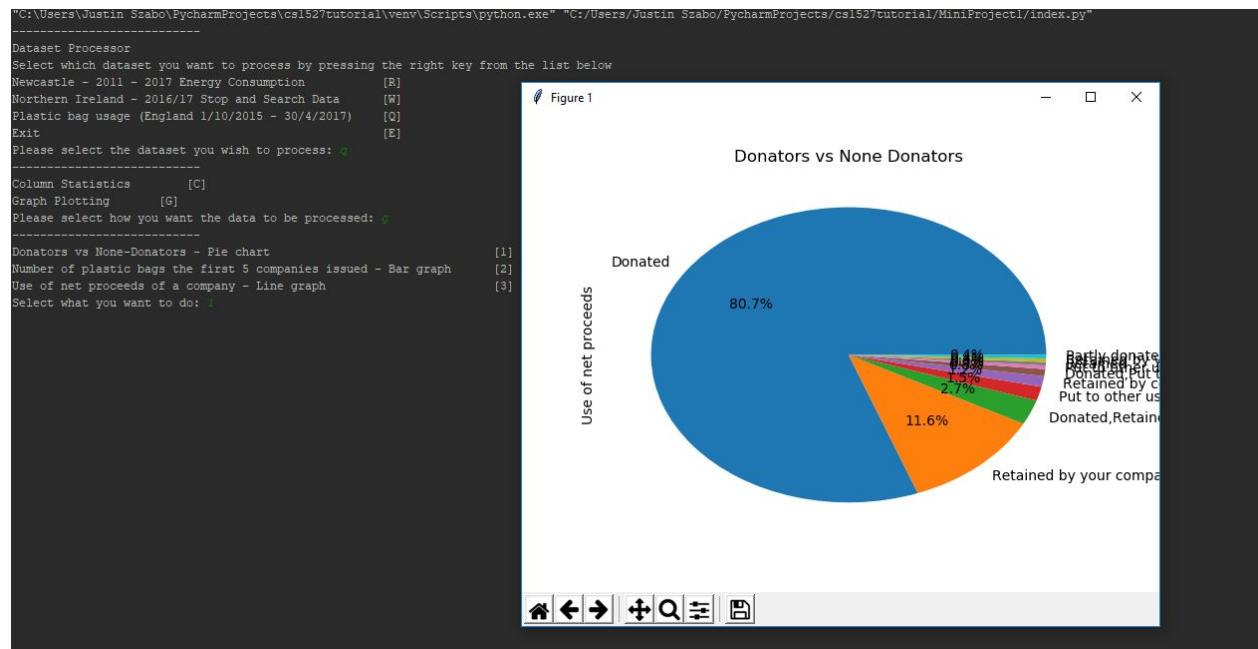 "C:\Users\Justin Szabo\PycharmProjects\cs1527tutorial\venv\Scripts\python.exe" "C:/Users/Justin Szabo/PycharmProjects/cs1527tutorial/MiniProject1/index.py"
----------------------------
Dataset Processor
Select which dataset you want to process by pressing the right key from the list below
Newcastle - 2011 - 2017 Energy Consumption [R]
Northern Ireland - 2016/17 Stop and Search Data [W]
Plastic bag usage (England 1/10/2015 - 30/4/2017) [Q]
Exit [E]
Please select the dataset you wish to process: q
----------------------------
Column Statistics [C]
Graph Plotting [G]
Please select how you want the data to be processed: g
----------------------------
Donators vs None-Donators - Pie chart [1]
Number of plastic bags the first 5 companies issued - Bar graph [2]
Use of net proceeds of a company - Line graph [3]
Select what you want to do: 1
Figure 1
Donators vs None Donators
Use of net proceeds
Donated
80.7%
0.4%
1.5%
2.7%
11.6%
Partly donate
Donated,Put t
Retained by c
Put to other us
Donated,Retaine
Retained by your compa